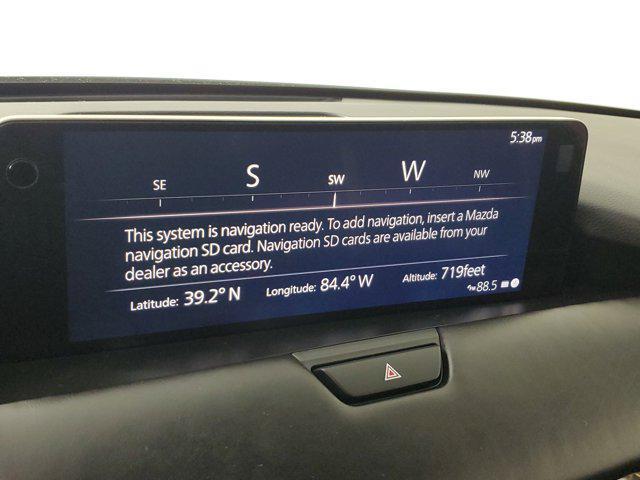 5:38pm
SE S SW W NW
This system is navigation ready. To add navigation, insert a Mazda
navigation SD card. Navigation SD cards are available from your
dealer as an accessory.
Latitude: 39.2° N Longitude: 84.4° W Altitude: 719feet
88.5